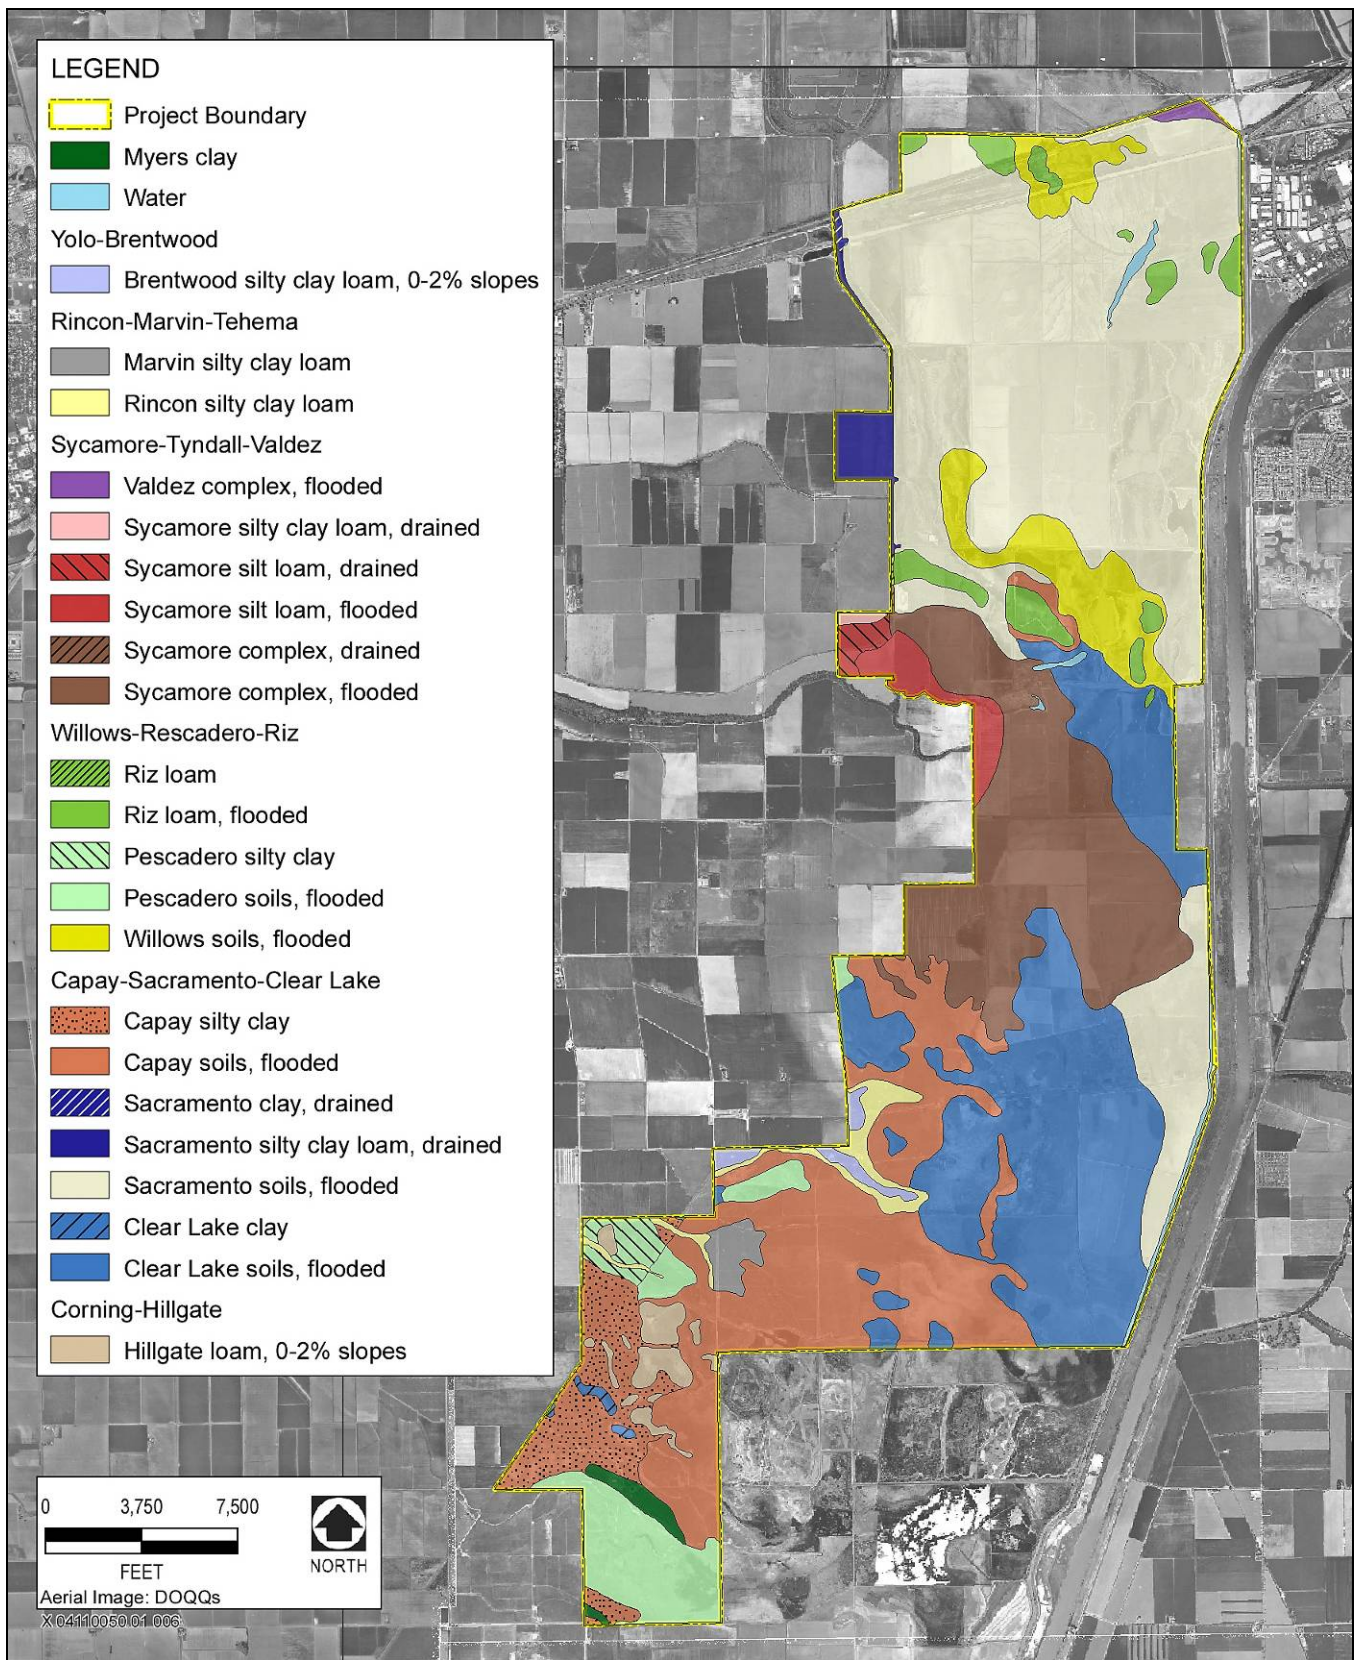 LEGEND
Project Boundary
Myers clay
Water
Yolo-Brentwood
Brentwood silty clay loam, 0-2% slopes
Rincon-Marvin-Tehema
Marvin silty clay loam
Rincon silty clay loam
Sycamore-Tyndall-Valdez
Valdez complex, flooded
Sycamore silty clay loam, drained
Sycamore silt loam, drained
Sycamore silt loam, flooded
Sycamore complex, drained
Sycamore complex, flooded
Willows-Rescadero-Riz
Riz loam
Riz loam, flooded
Pescadero silty clay
Pescadero soils, flooded
Willows soils, flooded
Capay-Sacramento-Clear Lake
Capay silty clay
Capay soils, flooded
Sacramento clay, drained
Sacramento silty clay loam, drained
Sacramento soils, flooded
Clear Lake clay
Clear Lake soils, flooded
Corning-Hillgate
Hillgate loam, 0-2% slopes
0 3,750 7,500
FEET
NORTH
Aerial Image: DOQQs
X 04110050.01 006